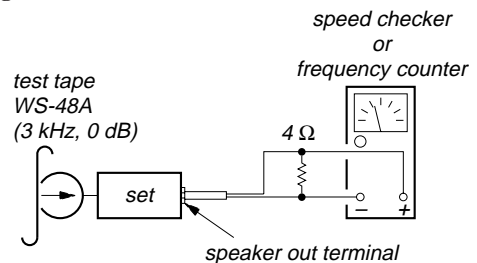 speed checker
or
frequency counter
test tape
WS-48A
(3 kHz, 0 dB)
4 Ω
set
– +
speaker out terminal